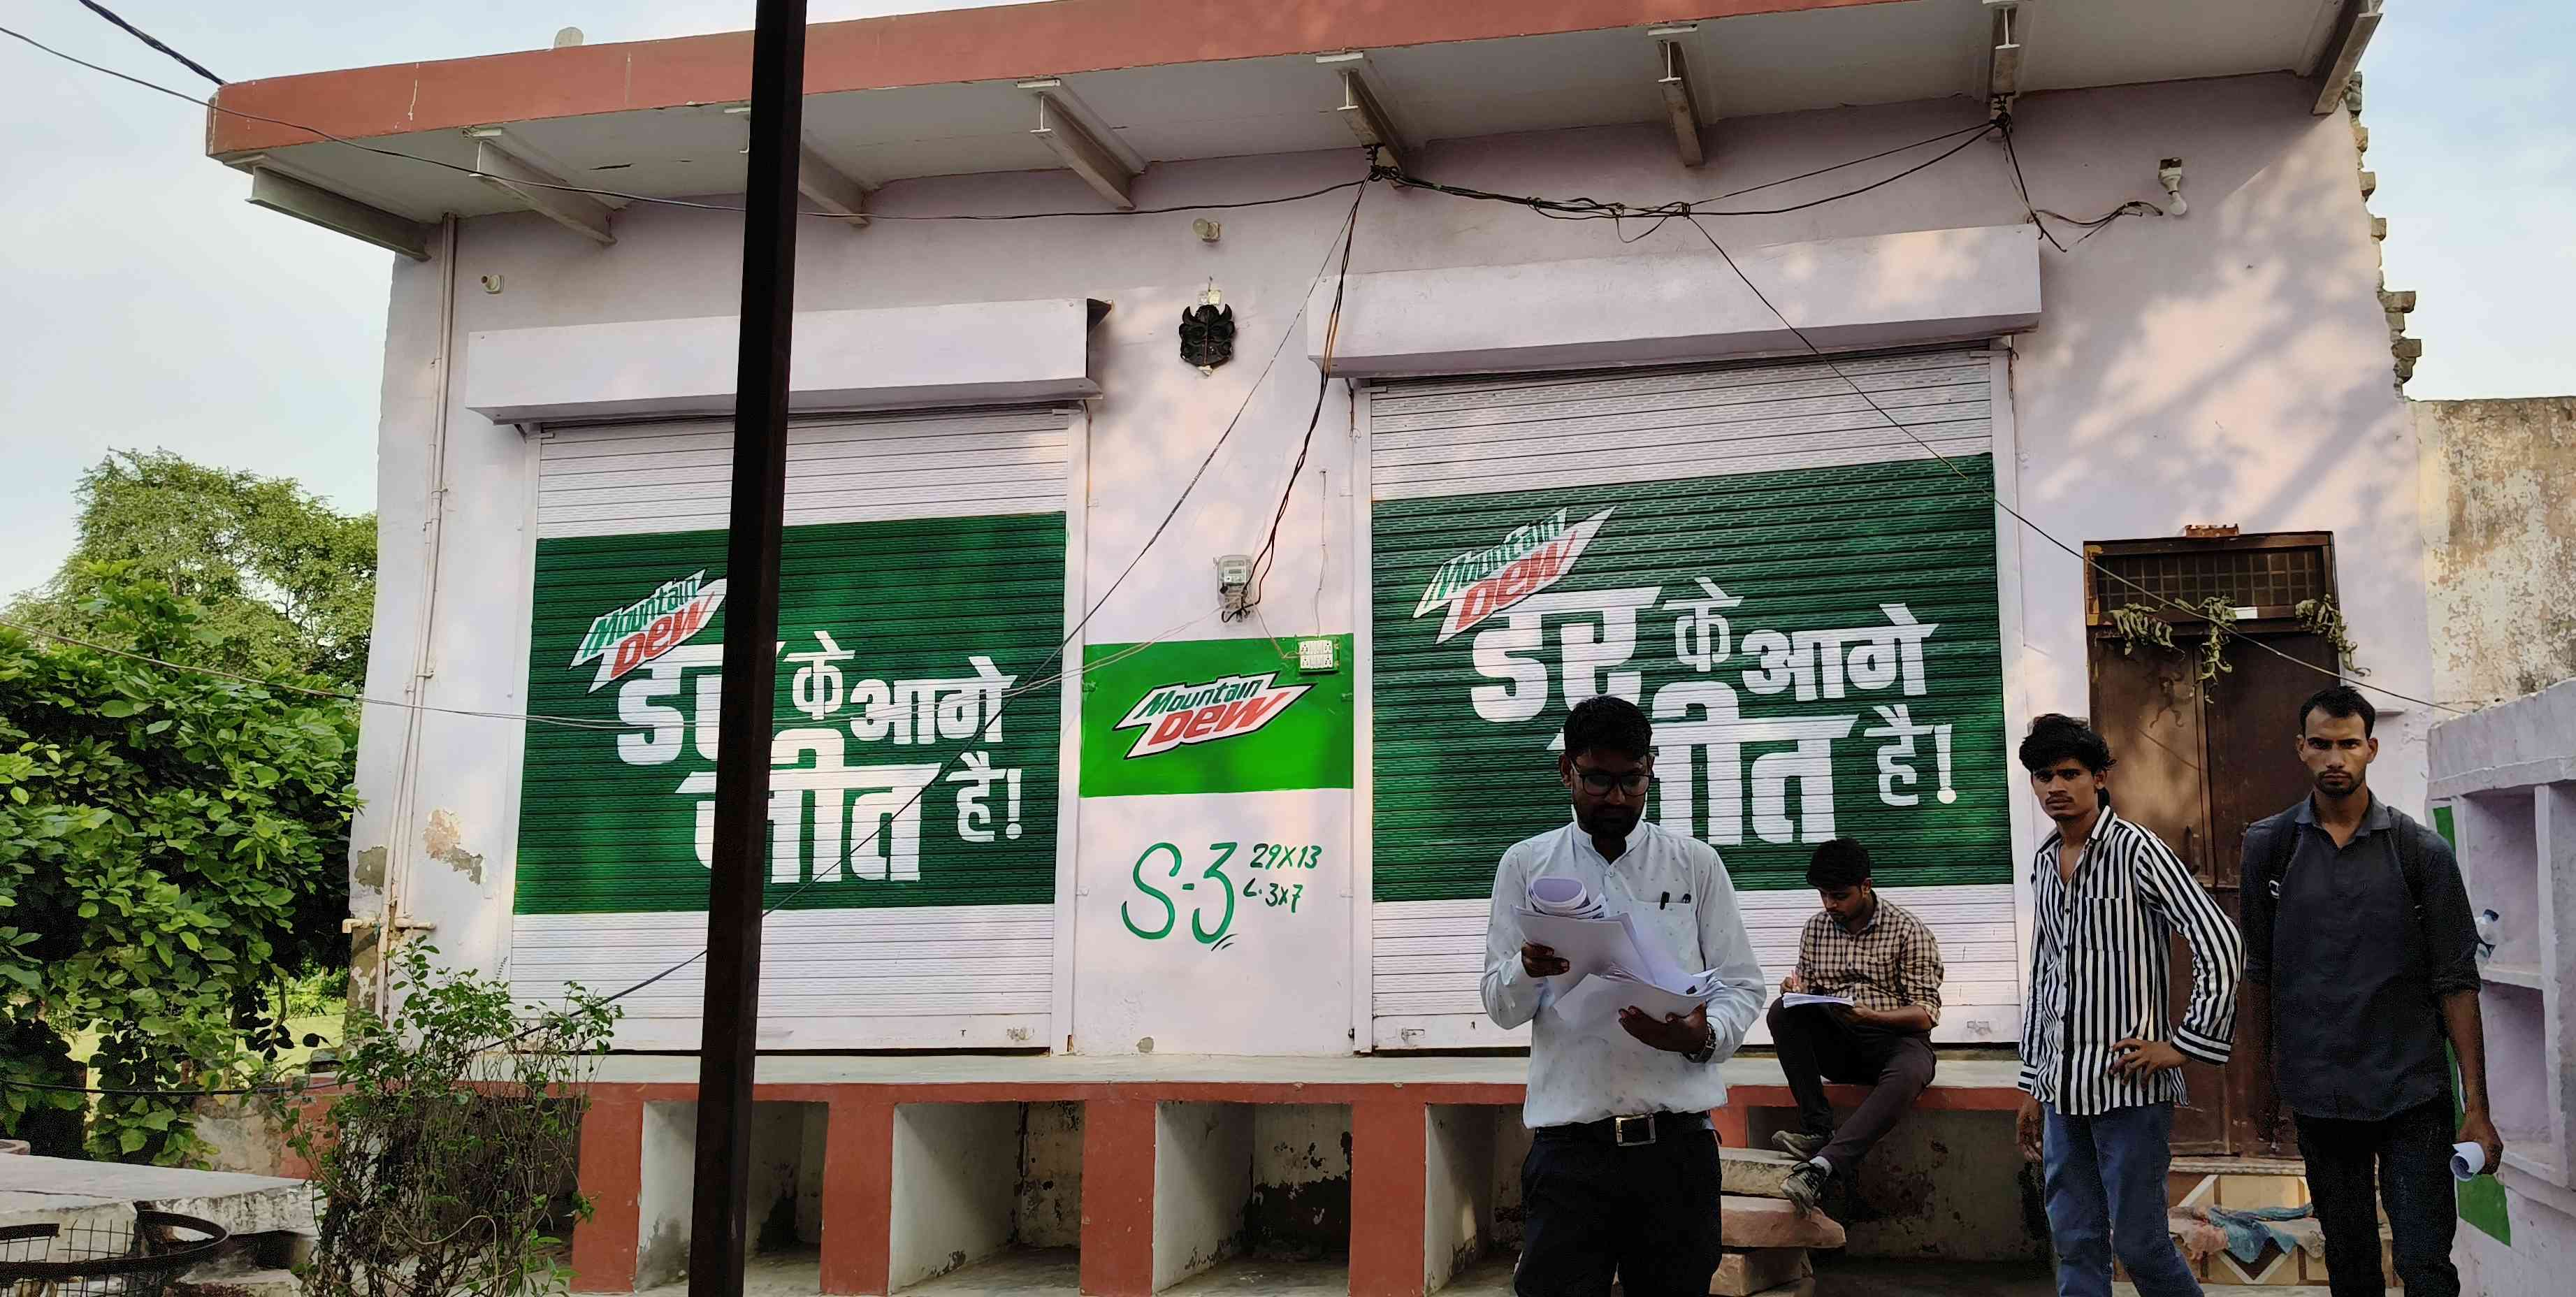 Mountain
Dew
डर के आगे
जीत है!
Mountain
Dew
S-3
29x13
L-3x7
Mountain
Dew
डर के आगे
जीत है!